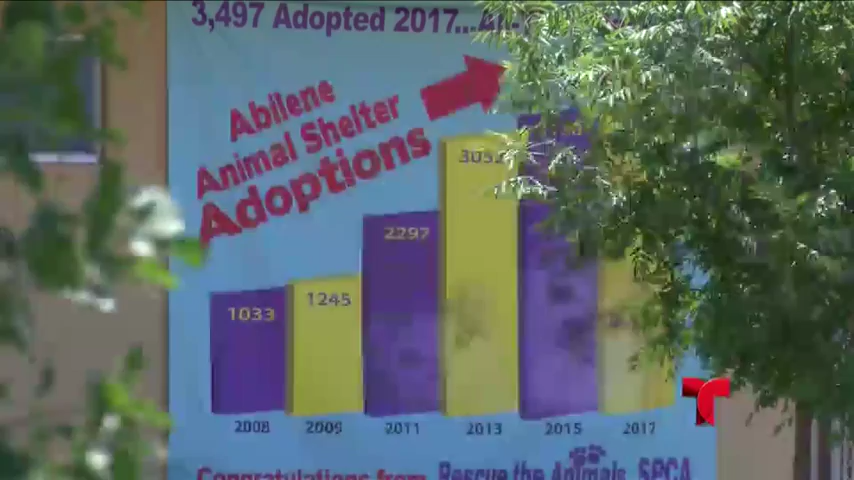 3,497 Adopted 2017...
Abilene
Animal Shelter
Adoptions
1033
1245
2297
3052
2008
2009
2011
2013
2015
2017
Congratulations from Rescue the Animals, SPCA